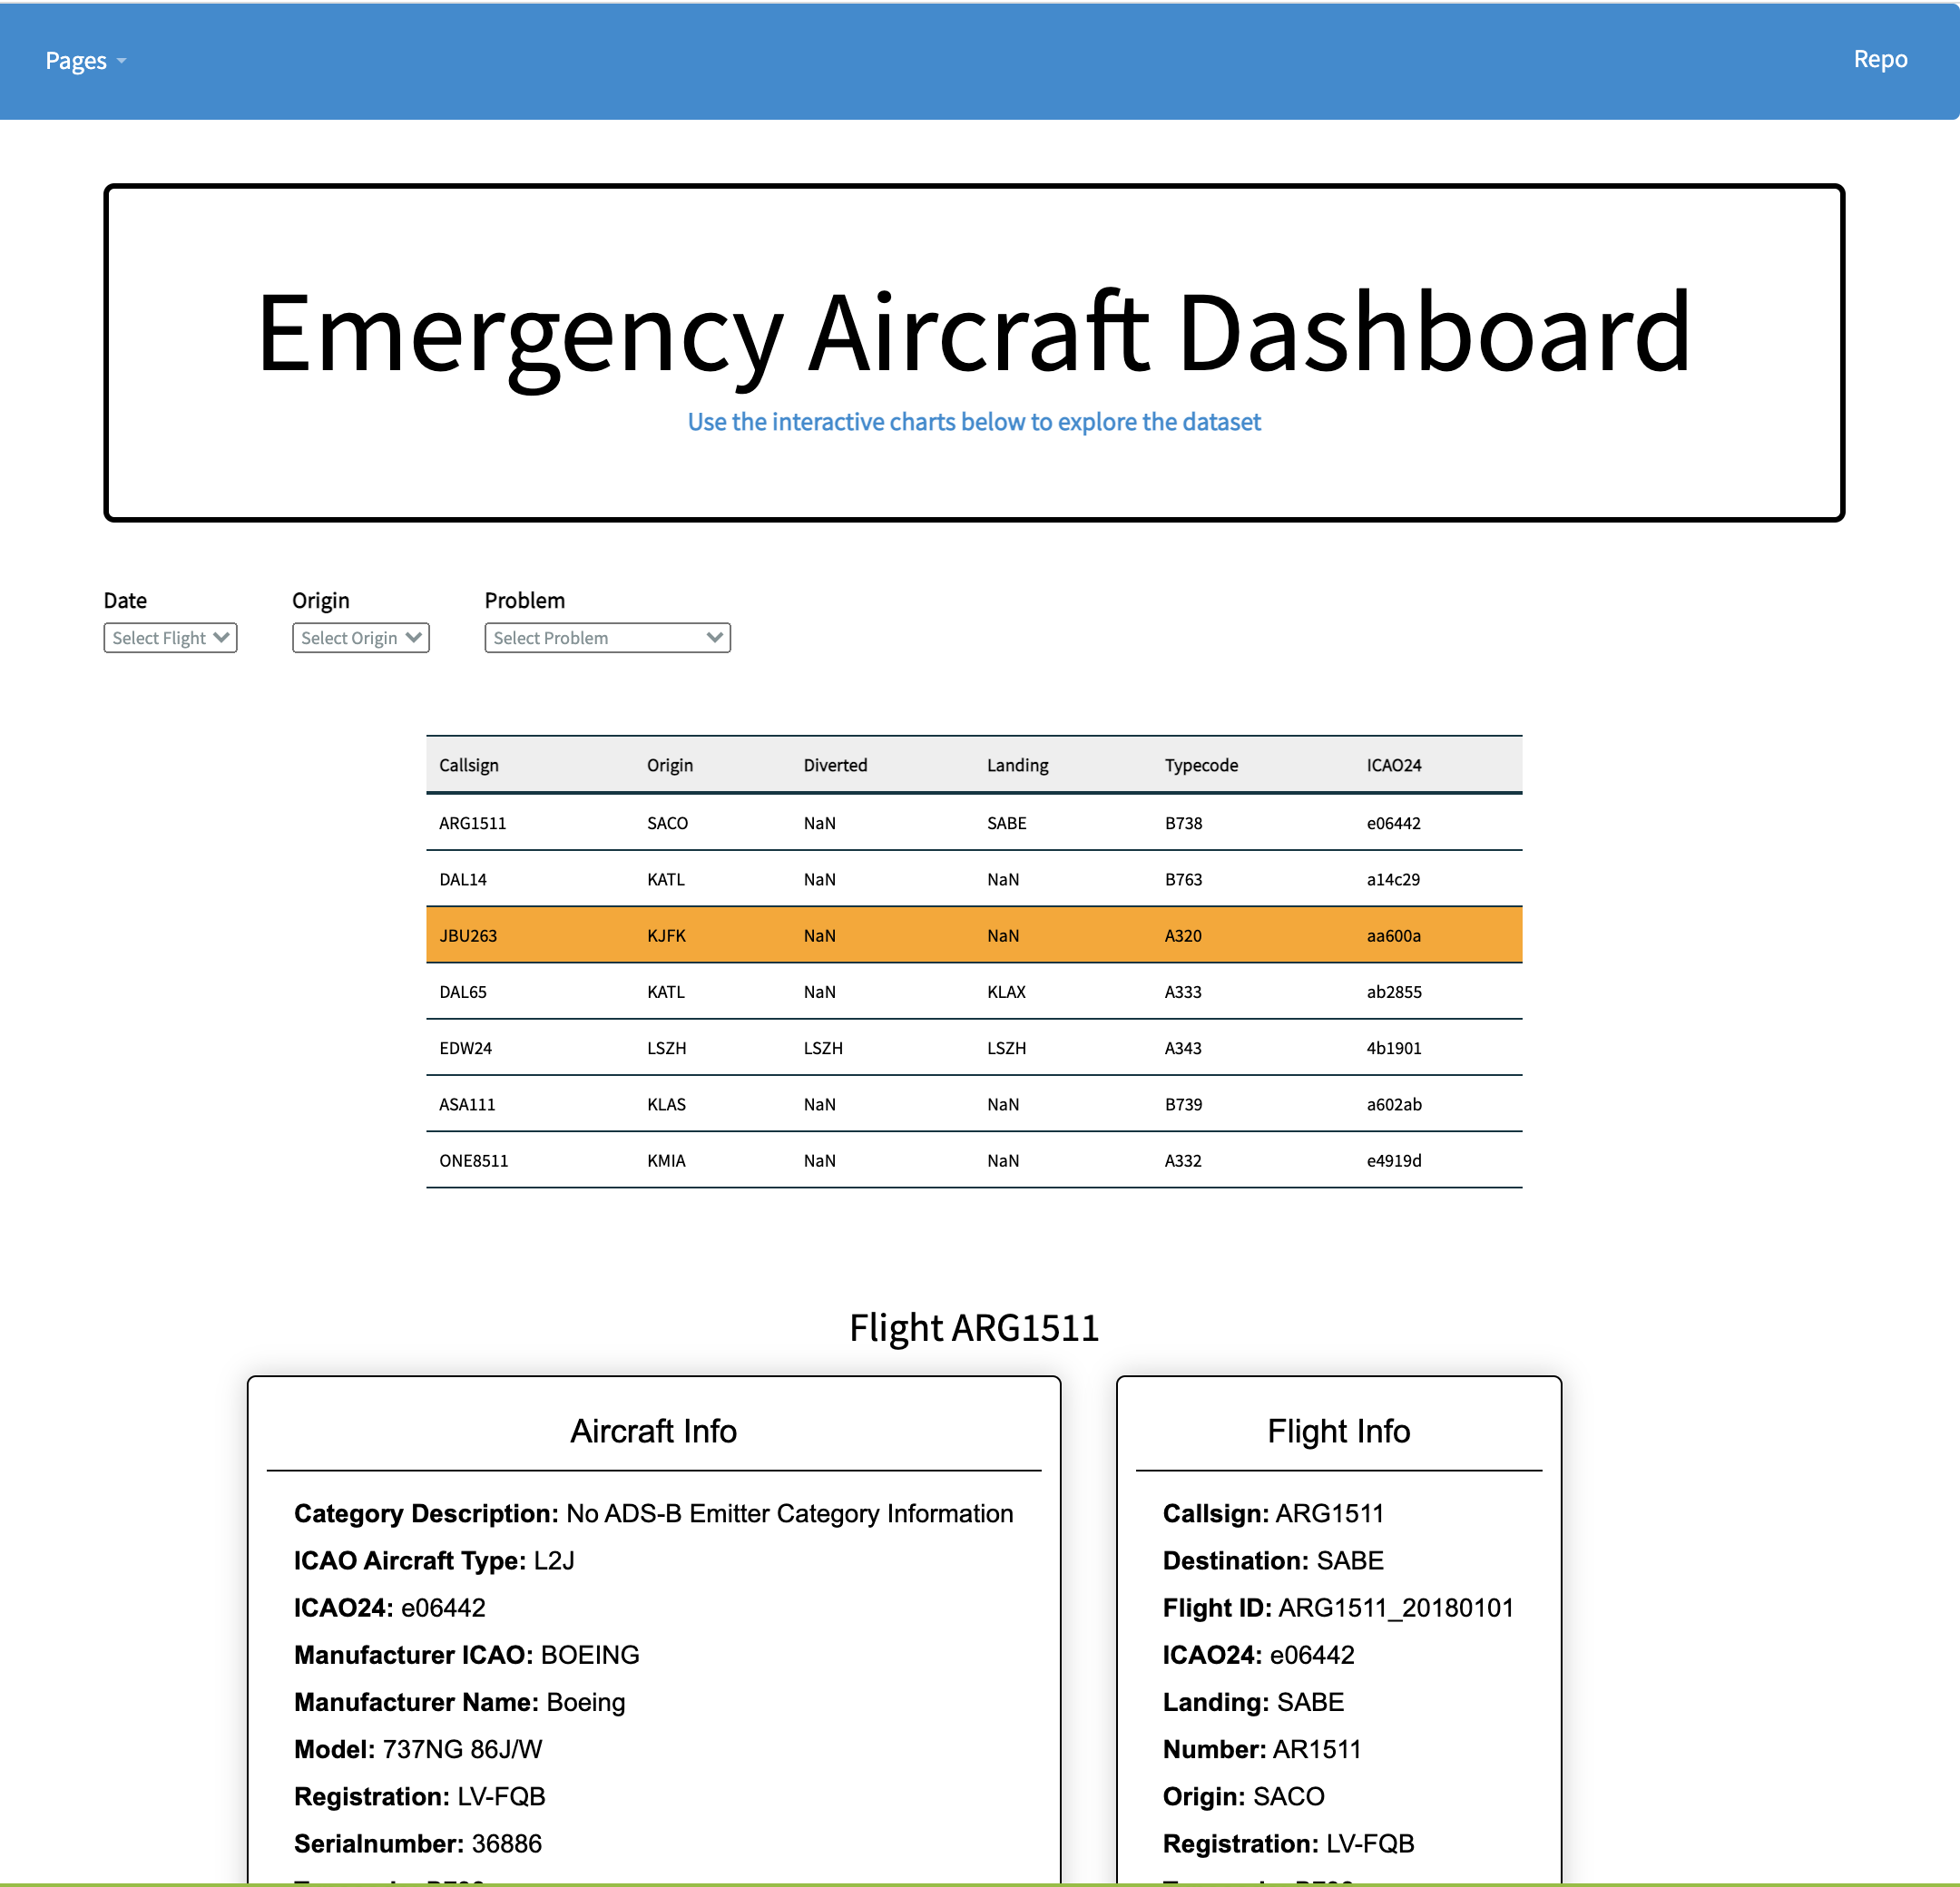 Pages
Repo
Emergency Aircraft Dashboard
Use the interactive charts below to explore the dataset
Date Origin Problem
Select Flight Select Origin Select Problem
Callsign Origin Diverted Landing Typecode ICAO24
ARG1511 SACO NaN SABE B738 e06442
DAL14 KATL NaN NaN B763 a14c29
JBU263 KJFK NaN NaN A320 aa600a
DAL65 KATL NaN KLAX A333 ab2855
EDW24 LSZH LSZH LSZH A343 4b1901
ASA111 KLAS NaN NaN B739 a602ab
ONE8511 KMIA NaN NaN A332 e4919d
Flight ARG1511
Aircraft Info
Category Description: No ADS-B Emitter Category Information
ICAO Aircraft Type: L2J
ICAO24: e06442
Manufacturer ICAO: BOEING
Manufacturer Name: Boeing
Model: 737NG 86J/W
Registration: LV-FQB
Serialnumber: 36886
Flight Info
Callsign: ARG1511
Destination: SABE
Flight ID: ARG1511_20180101
ICAO24: e06442
Landing: SABE
Number: AR1511
Origin: SACO
Registration: LV-FQB